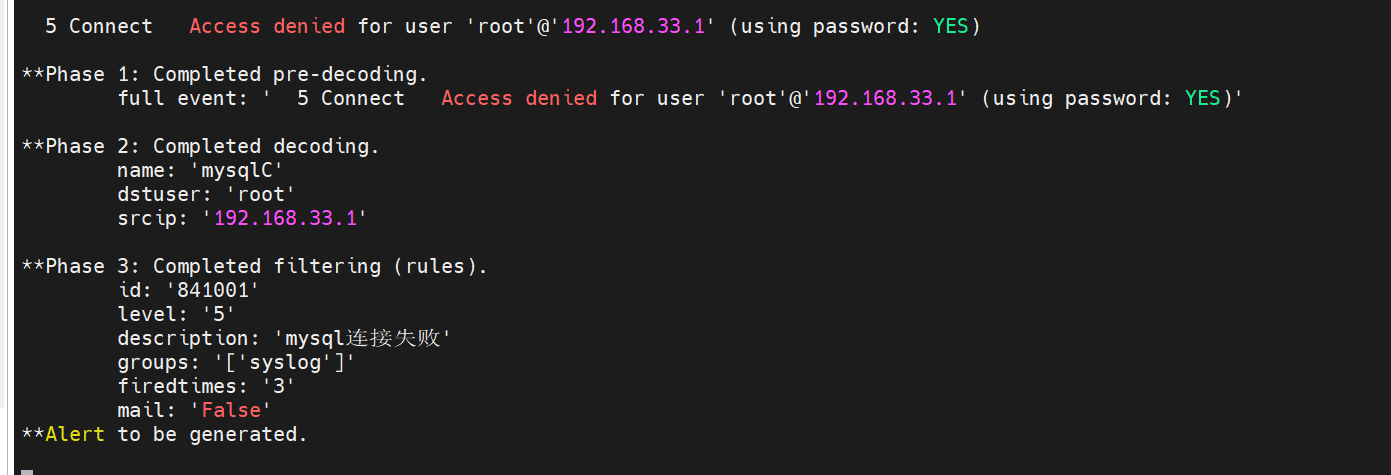 5 Connect   Access denied for user 'root'@'192.168.33.1' (using password: YES)
**Phase 1: Completed pre-decoding.
full event: '  5 Connect   Access denied for user 'root'@'192.168.33.1' (using password: YES)'
**Phase 2: Completed decoding.
name: 'mysqlC'
dstuser: 'root'
srcip: '192.168.33.1'
**Phase 3: Completed filtering (rules).
id: '841001'
level: '5'
description: 'mysql连接失败'
groups: '['syslog']'
firedtimes: '3'
mail: 'False'
**Alert to be generated.